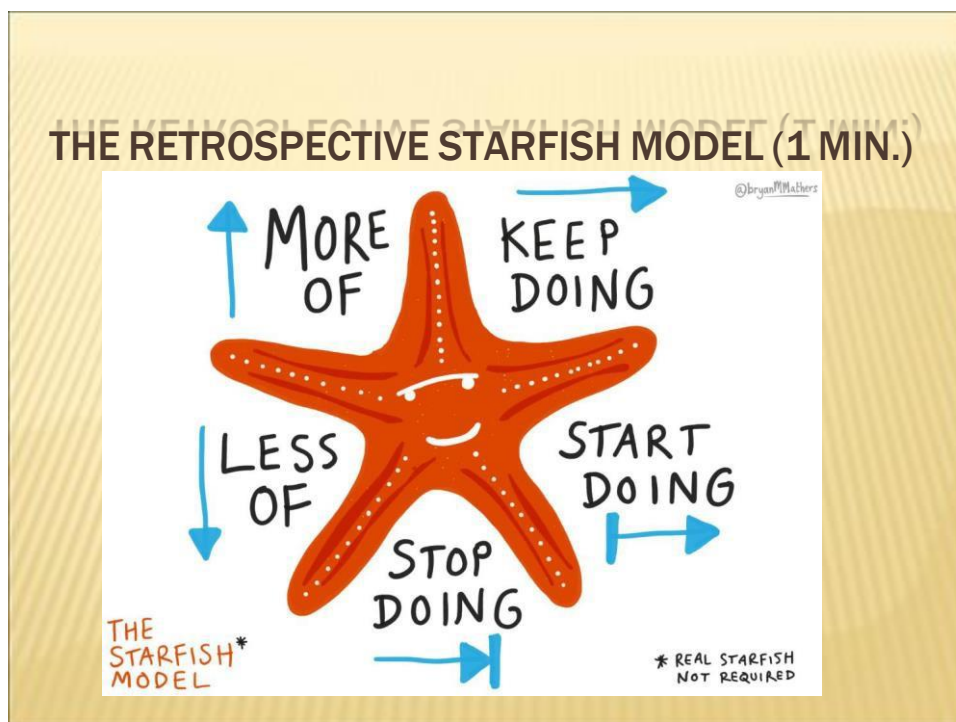 THE RETROSPECTIVE STARFISH MODEL (1 MIN.)
@bryanMMathers
MORE
OF
KEEP
DOING
LESS
OF
START
DOING
STOP
DOING
THE
STARFISH*
MODEL
* REAL STARFISH
NOT REQUIRED